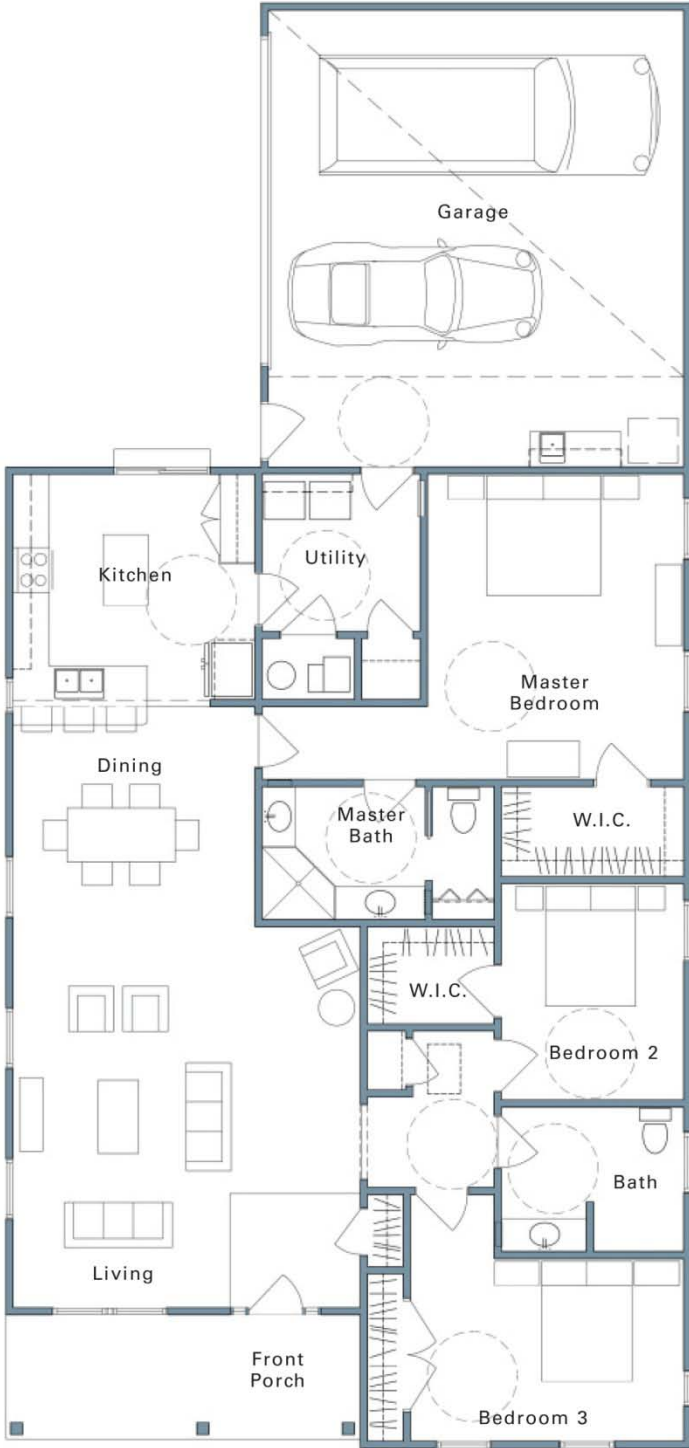 Garage
Kitchen
Utility
Master
Bedroom
Dining
Master
Bath
W.I.C.
W.I.C.
Bedroom 2
Bath
Living
Front
Porch
Bedroom 3